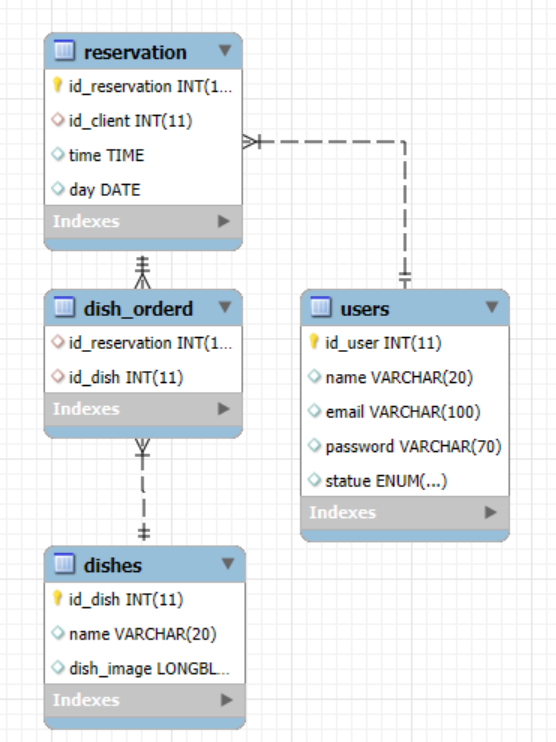 reservation
id_reservation INT(1...
id_client INT(11)
time TIME
day DATE
Indexes
dish_orderd
id_reservation INT(1...
id_dish INT(11)
Indexes
users
id_user INT(11)
name VARCHAR(20)
email VARCHAR(100)
password VARCHAR(70)
statue ENUM(...)
Indexes
dishes
id_dish INT(11)
name VARCHAR(20)
dish_image LONGBL...
Indexes